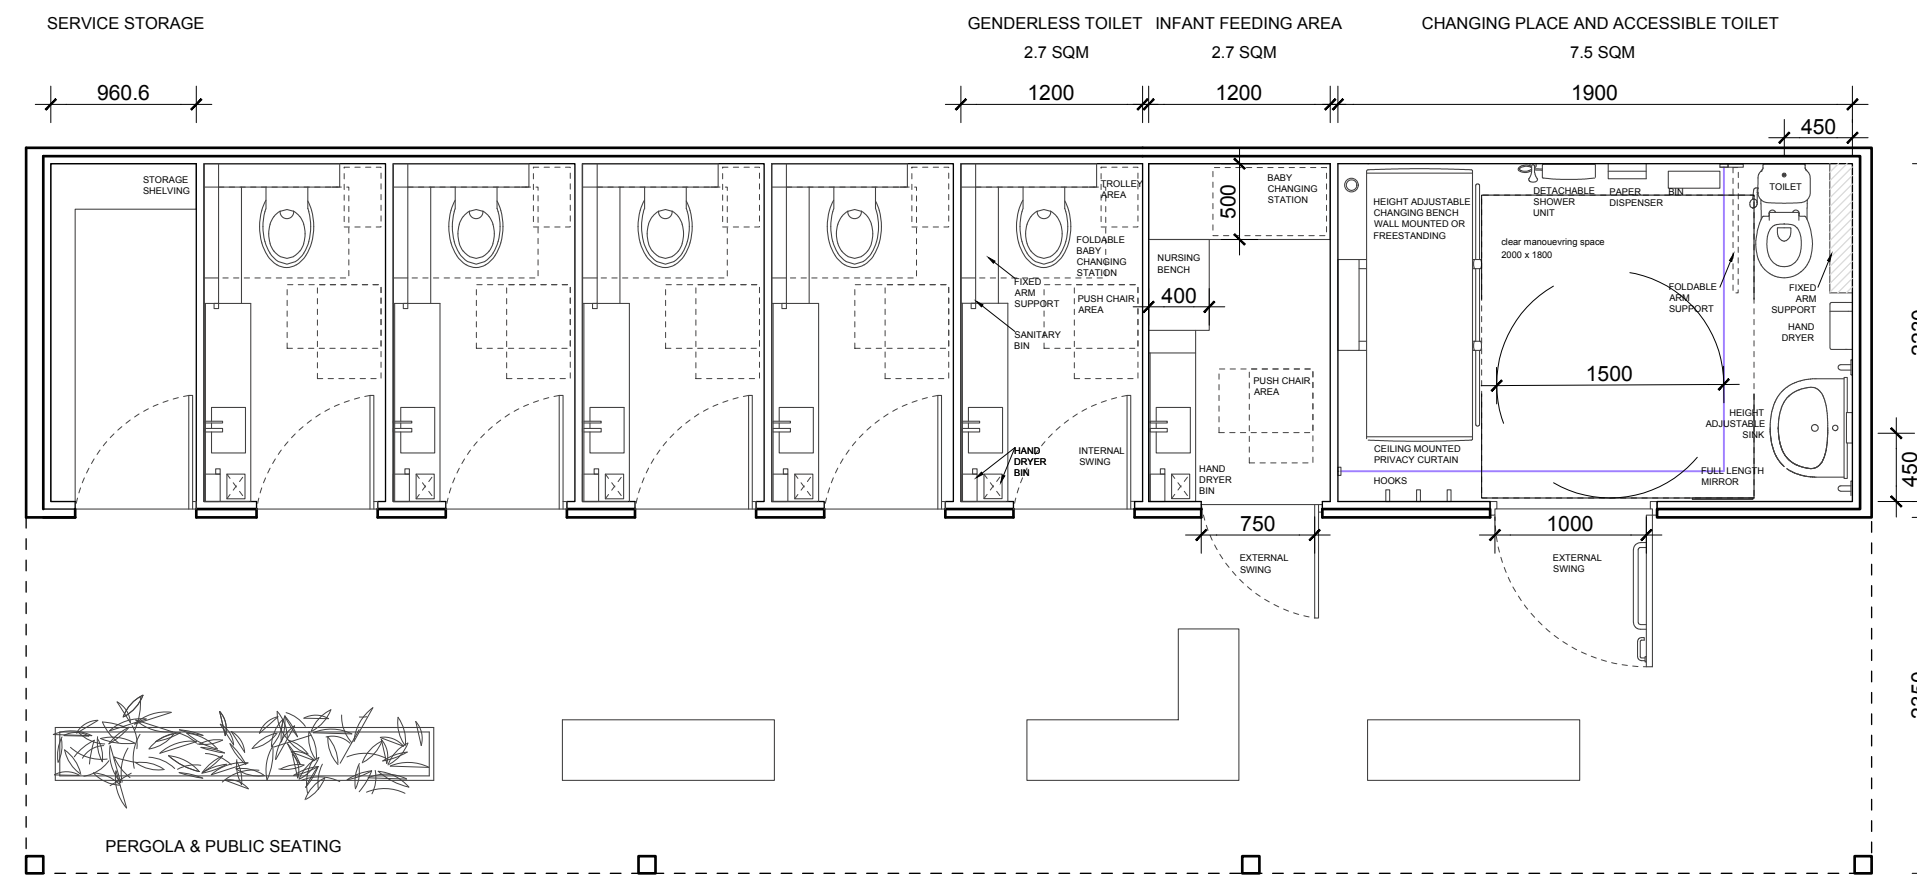 SERVICE STORAGE
GENDERLESS TOILET
2.7 SQM
INFANT FEEDING AREA
2.7 SQM
CHANGING PLACE AND ACCESSIBLE TOILET
7.5 SQM
960.6
1200
1200
1900
450
STORAGE
SHELVING
TROLLEY
AREA
FOLDABLE
BABY
CHANGING
STATION
FIXED
ARM
SUPPORT
PUSH CHAIR
AREA
SANITARY
BIN
HAND
DRYER
BIN
INTERNAL
SWING
500
BABY
CHANGING
STATION
NURSING
BENCH
400
PUSH CHAIR
AREA
HAND
DRYER
BIN
750
EXTERNAL
SWING
HEIGHT ADJUSTABLE
CHANGING BENCH
WALL MOUNTED OR
FREESTANDING
DETACHABLE
SHOWER
UNIT
PAPER
DISPENSER
BIN
TOILET
clear manouevring space
2000 x 1800
FOLDABLE
ARM
SUPPORT
FIXED
ARM
SUPPORT
HAND
DRYER
1500
HEIGHT
ADJUSTABLE
SINK
CEILING MOUNTED
PRIVACY CURTAIN
HOOKS
FULL LENGTH
MIRROR
450
1000
EXTERNAL
SWING
PERGOLA & PUBLIC SEATING